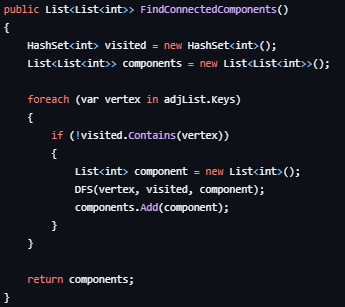 public List<List<int>> FindConnectedComponents()
{
    HashSet<int> visited = new HashSet<int>();
    List<List<int>> components = new List<List<int>>();

    foreach (var vertex in adjList.Keys)
    {
        if (!visited.Contains(vertex))
        {
            List<int> component = new List<int>();
            DFS(vertex, visited, component);
            components.Add(component);
        }
    }

    return components;
}